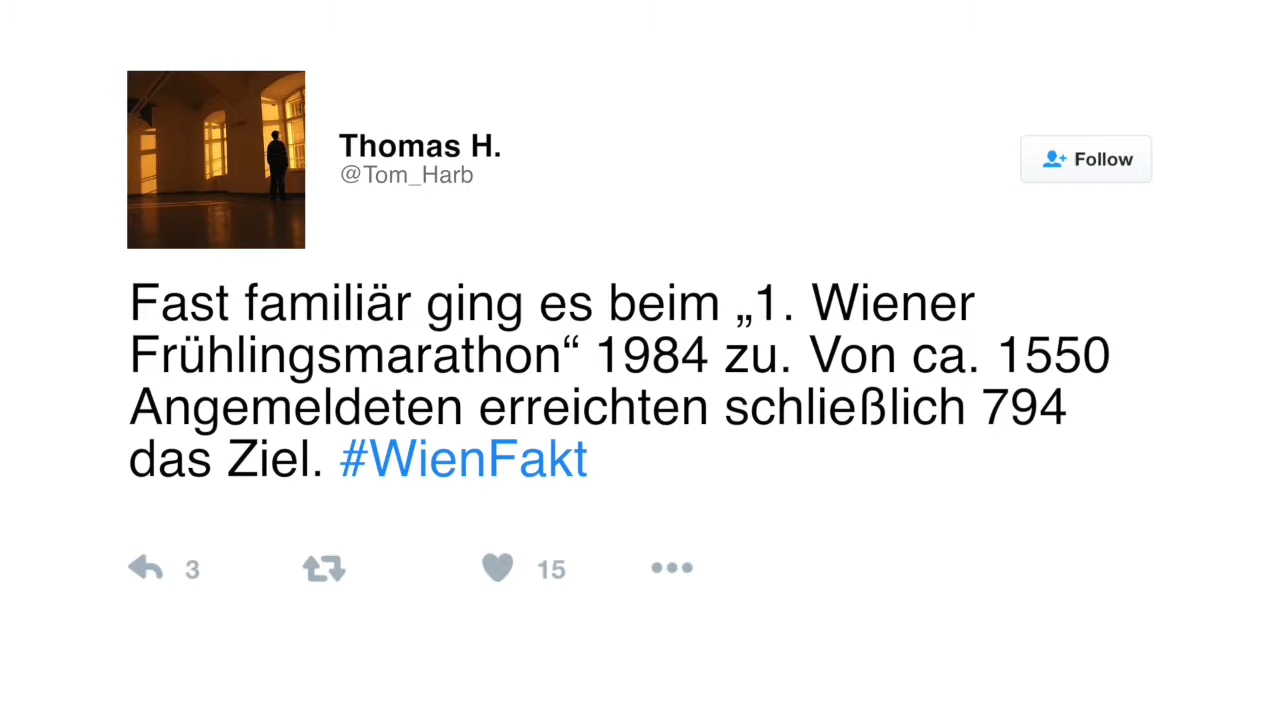 Thomas H.
@Tom_Harb
Follow
Fast familiär ging es beim „1. Wiener
Frühlingsmarathon“ 1984 zu. Von ca. 1550
Angemeldeten erreichten schließlich 794
das Ziel. #WienFakt
3
15